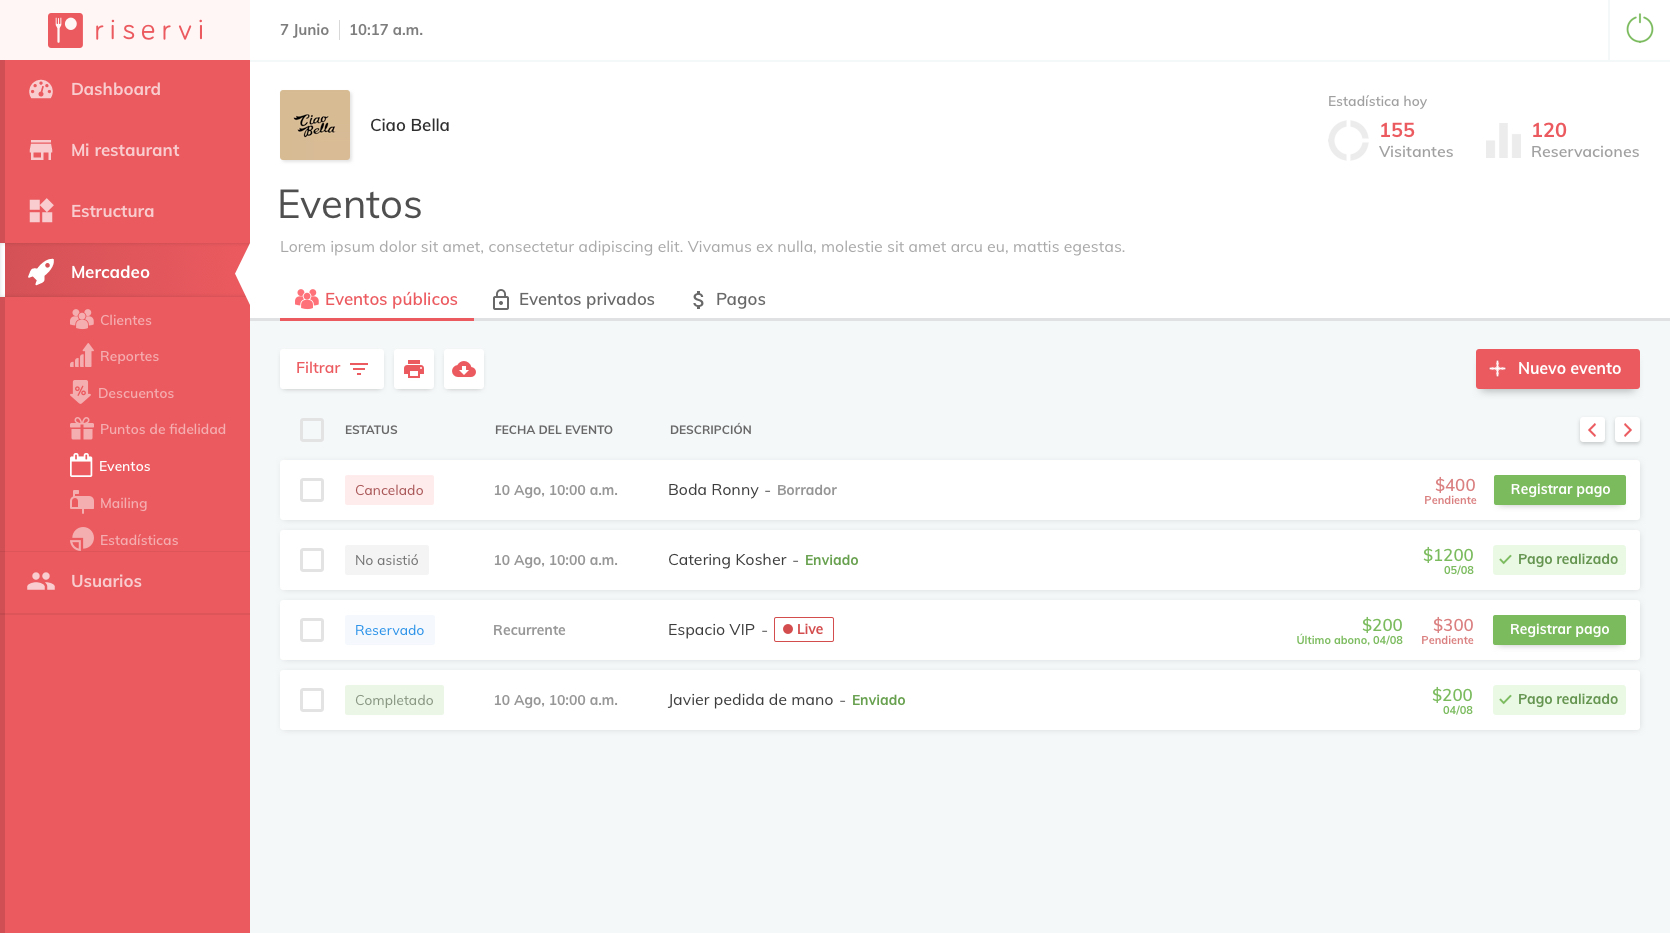 riservi
7 Junio 10:17 a.m.
Dashboard
Mi restaurant
Estructura
Mercadeo
Clientes
Reportes
Descuentos
Puntos de fidelidad
Eventos
Mailing
Estadísticas
Usuarios
Ciao Bella
Ciao Bella
Estadística hoy
155
Visitantes
120
Reservaciones
Eventos
Lorem ipsum dolor sit amet, consectetur adipiscing elit. Vivamus ex nulla, molestie sit amet arcu eu, mattis egestas.
Eventos públicos Eventos privados $ Pagos
Filtrar + Nuevo evento
ESTATUS FECHA DEL EVENTO DESCRIPCIÓN
Cancelado 10 Ago, 10:00 a.m. Boda Ronny - Borrador $400 Pendiente Registrar pago
No asistió 10 Ago, 10:00 a.m. Catering Kosher - Enviado $1200 05/08 Pago realizado
Reservado Recurrente Espacio VIP - Live $200 Último abono, 04/08 $300 Pendiente Registrar pago
Completado 10 Ago, 10:00 a.m. Javier pedida de mano - Enviado $200 04/08 Pago realizado